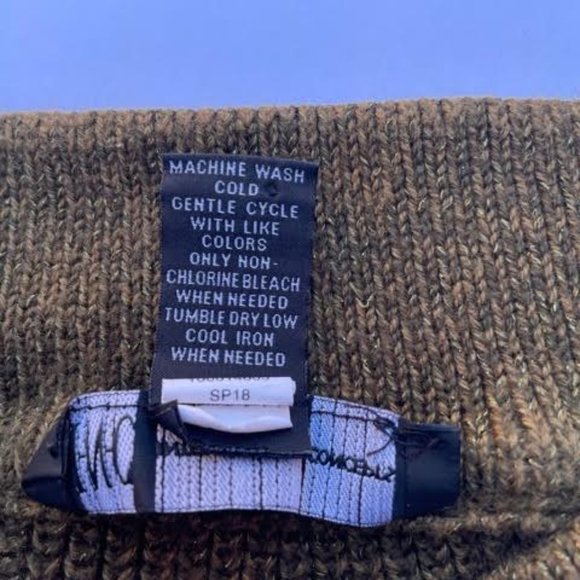 MACHINE WASH
COLD
GENTLE CYCLE
WITH LIKE
COLORS
ONLY NON-
CHLORINE BLEACH
WHEN NEEDED
TUMBLE DRY LOW
COOL IRON
WHEN NEEDED
SP18